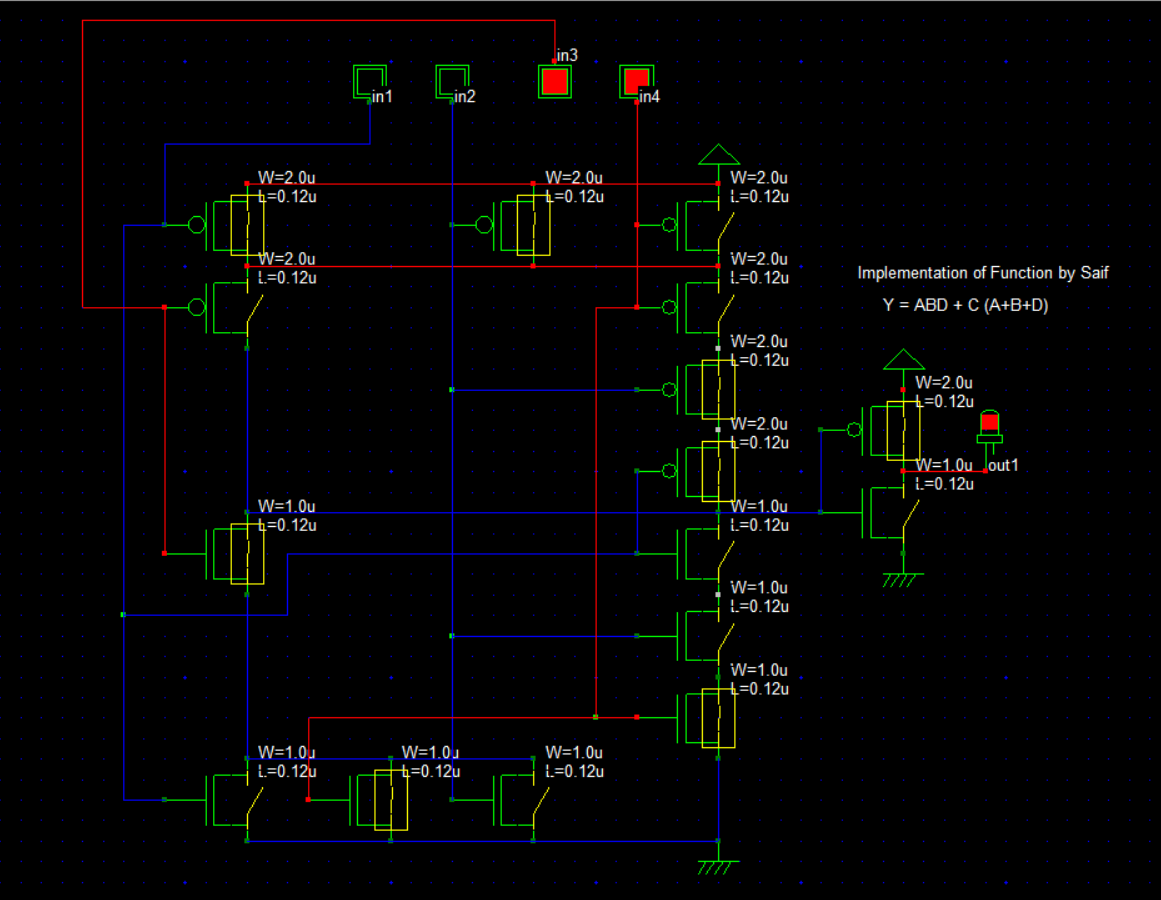 in3
in1
in2
in4
W=2.0u
L=0.12u
W=2.0u
L=0.12u
W=2.0u
L=0.12u
W=2.0u
L=0.12u
W=2.0u
L=0.12u
Implementation of Function by Saif
Y = ABD + C (A+B+D)
W=2.0u
L=0.12u
W=2.0u
L=0.12u
W=2.0u
L=0.12u
W=1.0u
L=0.12u
out1
W=1.0u
L=0.12u
W=1.0u
L=0.12u
W=1.0u
L=0.12u
W=1.0u
L=0.12u
W=1.0u
L=0.12u
W=1.0u
L=0.12u
W=1.0u
L=0.12u